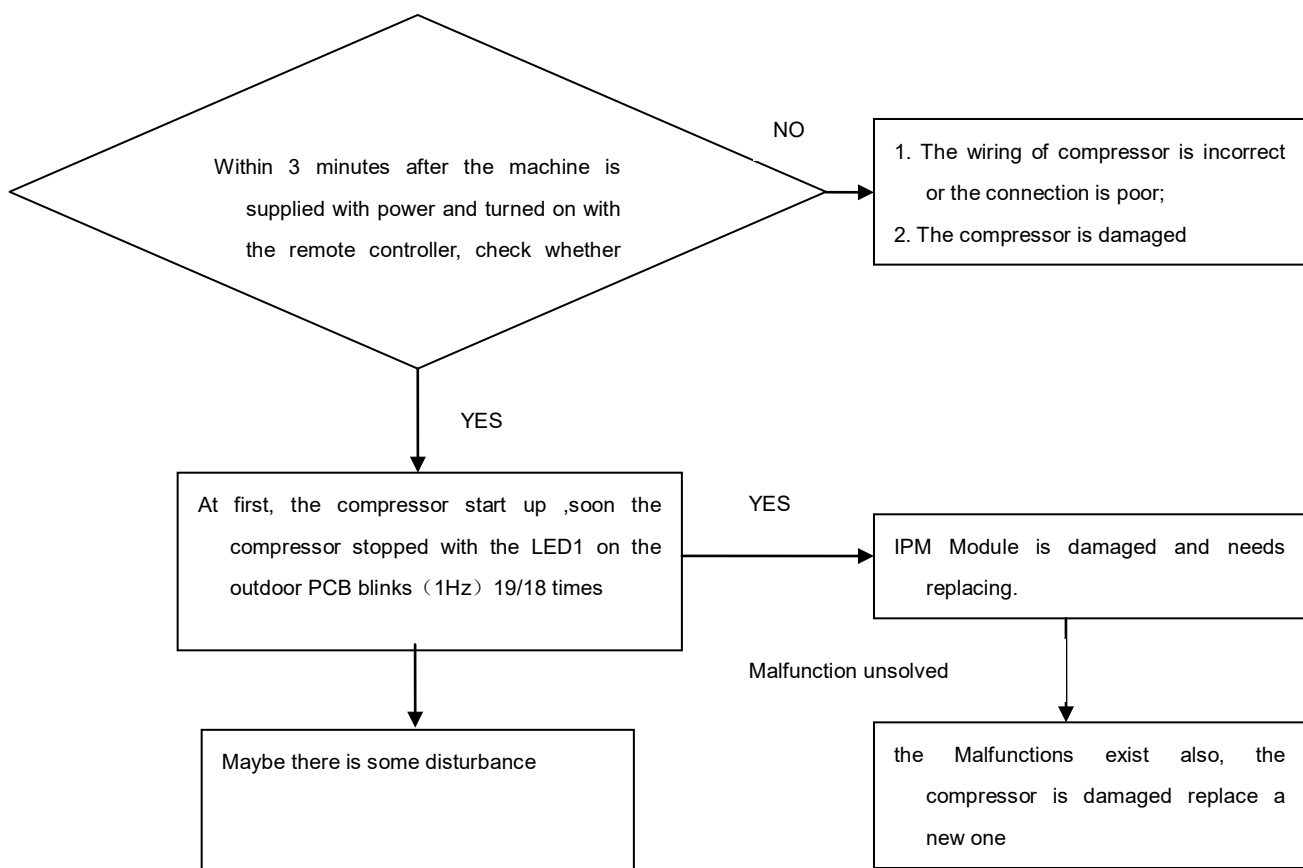 NO
Within 3 minutes after the machine is
supplied with power and turned on with
the remote controller, check whether
1. The wiring of compressor is incorrect
or the connection is poor;
2. The compressor is damaged
YES
At first, the compressor start up ,soon the
compressor stopped with the LED1 on the
outdoor PCB blinks（1Hz）19/18 times
YES
IPM Module is damaged and needs
replacing.
Malfunction unsolved
Maybe there is some disturbance
the Malfunctions exist also, the
compressor is damaged replace a
new one